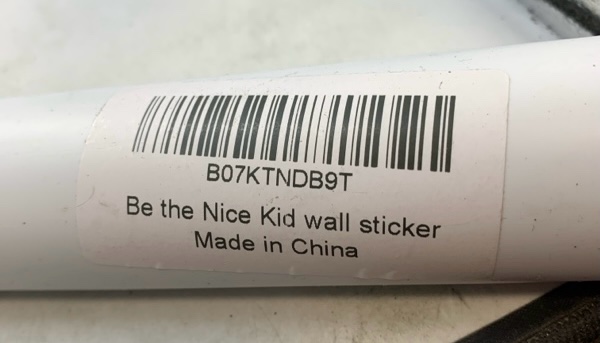 B07KTNDB9T
Be the Nice Kid wall sticker
Made in China